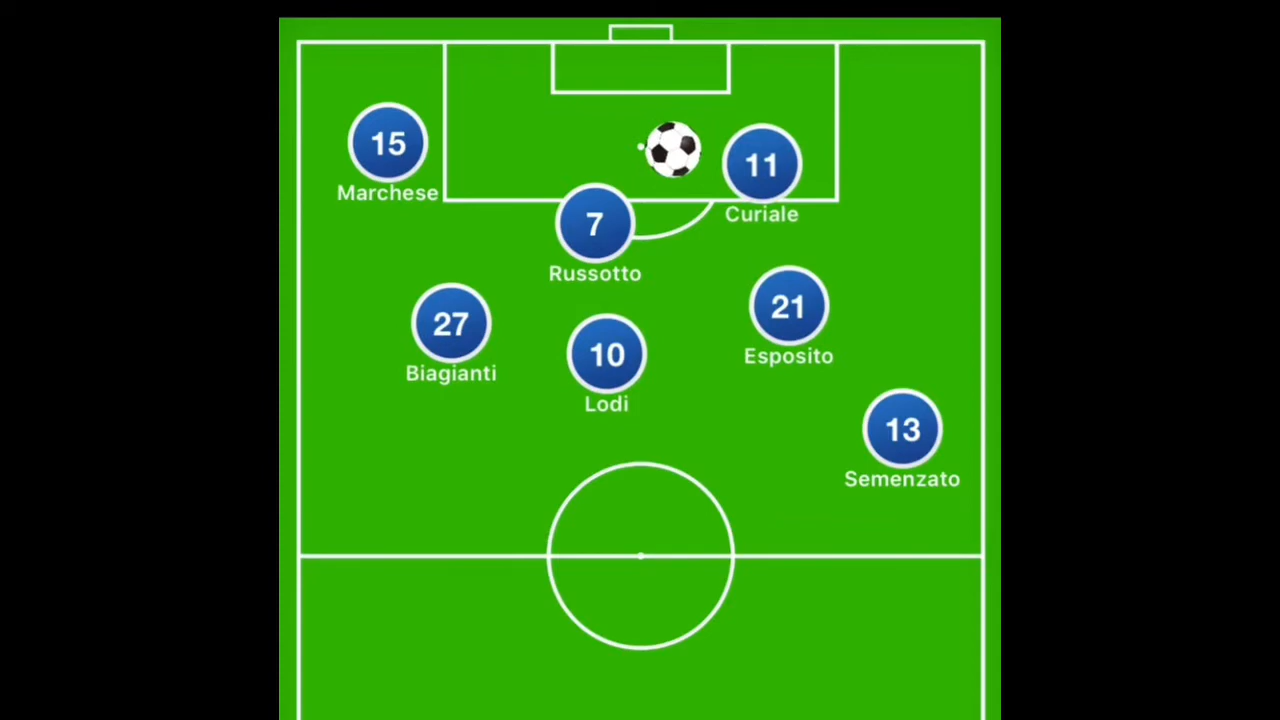 15
Marchese
11
Curiale
7
Russotto
27
Biagianti
10
Lodi
21
Esposito
13
Semenzato